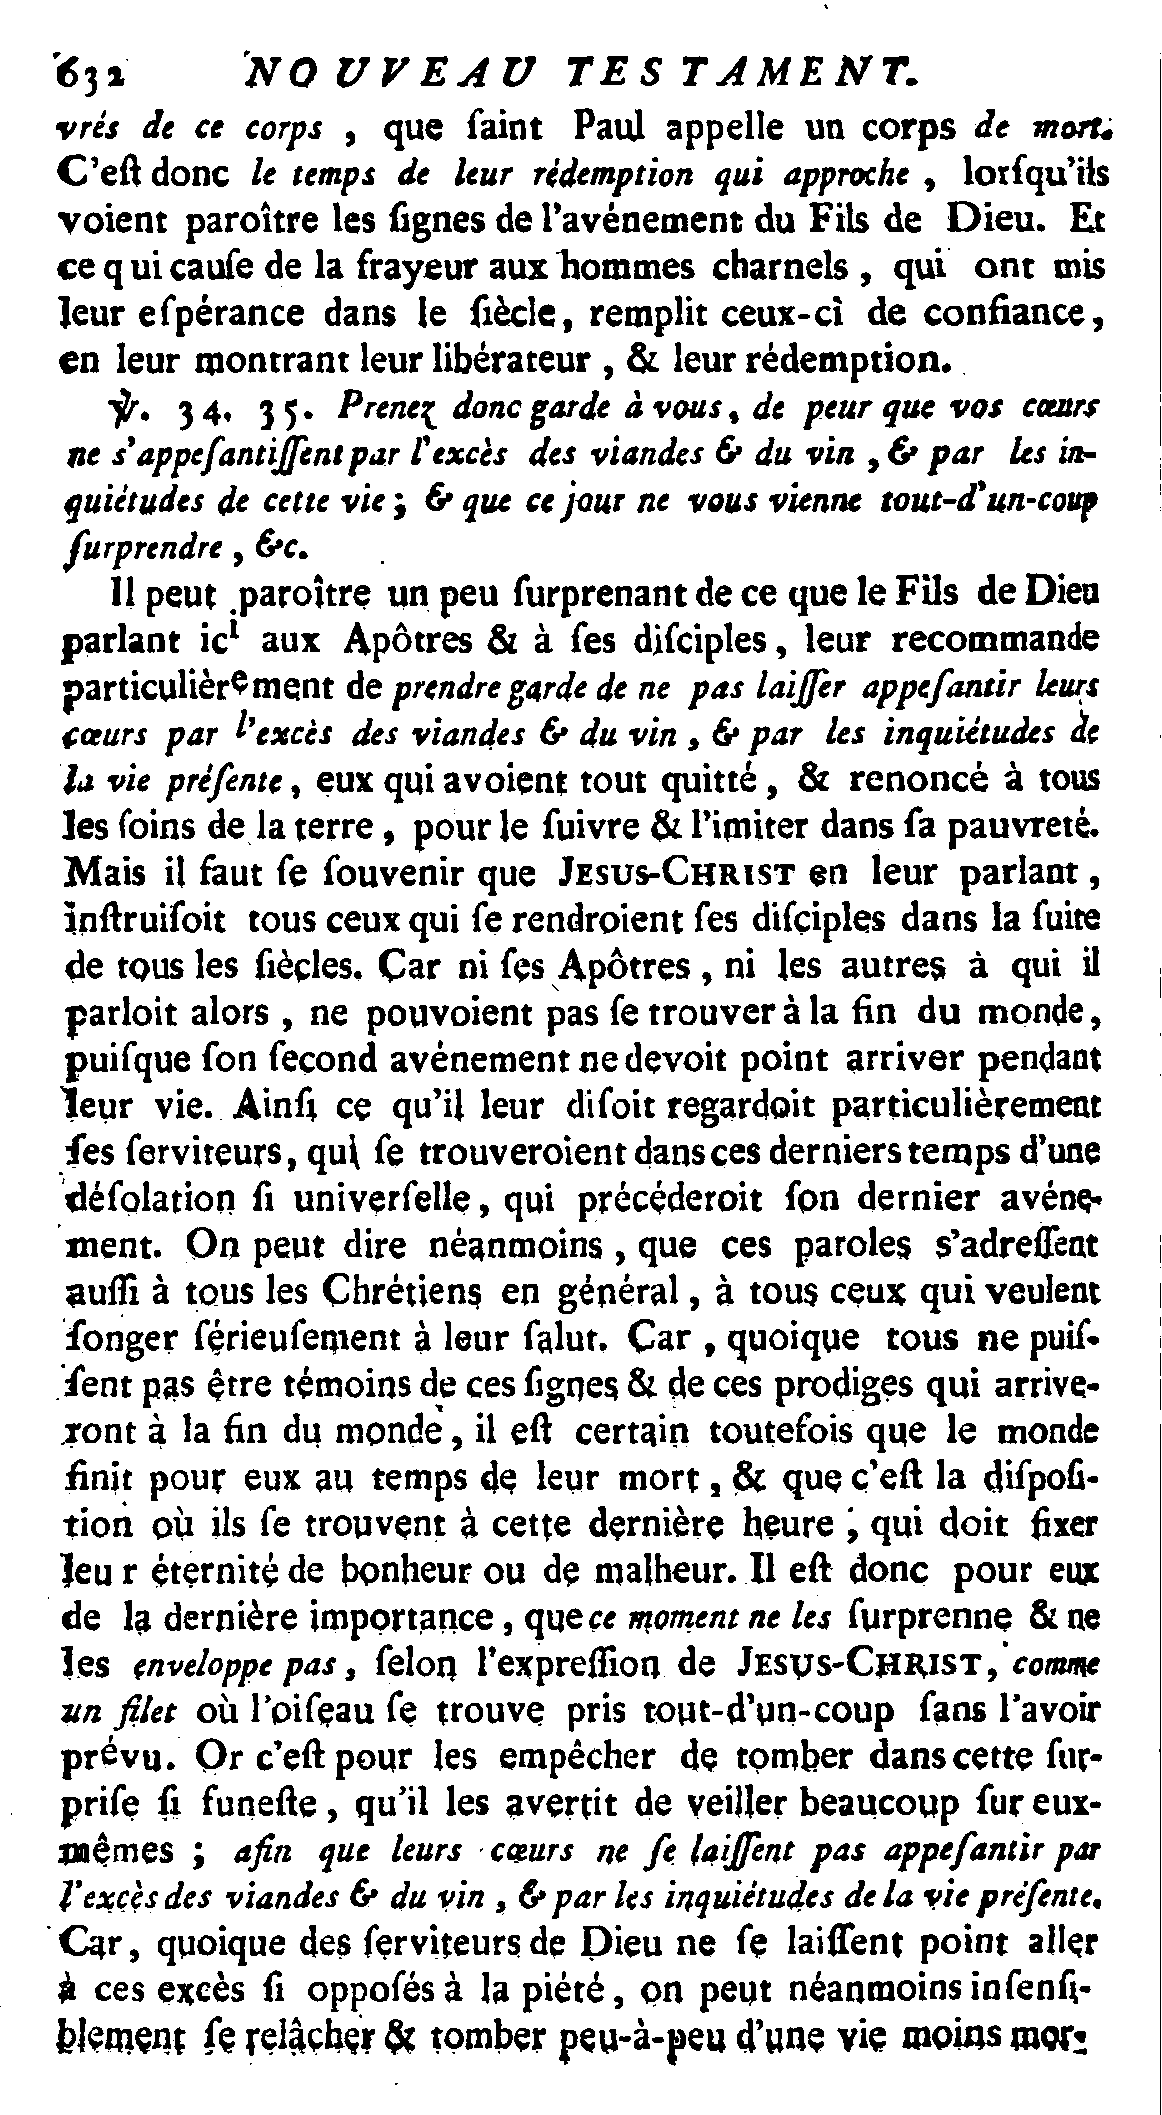 632 NOUVEAU TESTAMENT.
vrés de ce corps , que ſaint Paul appelle un corps de mort.
C'eſt donc le temps de leur rédemption qui approche , lorſqu'ils
voient paroître les ſignes de l'avénement du Fils de Dieu. Et
ce qui cauſe de la frayeur aux hommes charnels , qui ont mis
leur eſpérance dans le ſiècle, remplit ceux-ci de confiance,
en leur montrant leur libérateur , & leur rédemption.
℣. 34. 35. Prenez donc garde à vous, de peur que vos cœurs
ne s'appeſantiſſent par l'excès des viandes & du vin , & par les in-
quiétudes de cette vie ; & que ce jour ne vous vienne tout-d'un-coup
ſurprendre , &c.
Il peut paroître un peu ſurprenant de ce que le Fils de Dieu
parlant ici aux Apôtres & à ſes diſciples, leur recommande
particulièrement de prendre garde de ne pas laiſſer appeſantir leurs
cœurs par l'excès des viandes & du vin , & par les inquiétudes de
la vie préſente, eux qui avoient tout quitté, & renoncé à tous
les ſoins de la terre , pour le ſuivre & l'imiter dans ſa pauvreté.
Mais il faut ſe ſouvenir que JESUS-CHRIST en leur parlant ,
inſtruiſoit tous ceux qui ſe rendroient ſes diſciples dans la ſuite
de tous les ſiècles. Car ni ſes Apôtres , ni les autres à qui il
parloit alors , ne pouvoient pas ſe trouver à la fin du monde,
puiſque ſon ſecond avénement ne devoit point arriver pendant
leur vie. Ainſi ce qu'il leur diſoit regardoit particulièrement
ſes ſerviteurs, qui ſe trouveroient dans ces derniers temps d'une
déſolation ſi univerſelle, qui précéderoit ſon dernier avéne-
ment. On peut dire néanmoins , que ces paroles s'adreſſent
auſſi à tous les Chrétiens en général , à tous ceux qui veulent
ſonger ſérieuſement à leur ſalut. Car , quoique tous ne puiſ-
ſent pas être témoins de ces ſignes & de ces prodiges qui arrive-
ront à la fin du monde , il eſt certain toutefois que le monde
finit pour eux au temps de leur mort , & que c'eſt la diſpoſi-
tion où ils ſe trouvent à cette dernière heure , qui doit fixer
leu r éternité de bonheur ou de malheur. Il eſt donc pour eux
de la dernière importance , que ce moment ne les ſurprenne & ne
les enveloppe pas, ſelon l'expreſſion de JESUS-CHRIST, comme
un filet où l'oiſeau ſe trouve pris tout-d'un-coup ſans l'avoir
prévu. Or c'eſt pour les empêcher de tomber dans cette ſur-
priſe ſi funeſte, qu'il les avertit de veiller beaucoup ſur eux-
mêmes ; afin que leurs cœurs ne ſe laiſſent pas appeſantir par
l'excès des viandes & du vin , & par les inquiétudes de la vie préſente.
Car, quoique des ſerviteurs de Dieu ne ſe laiſſent point aller
à ces excès ſi oppoſés à la piété, on peut néanmoins inſenſi-
blement ſe relâcher & tomber peu-à-peu d'une vie moins mor-